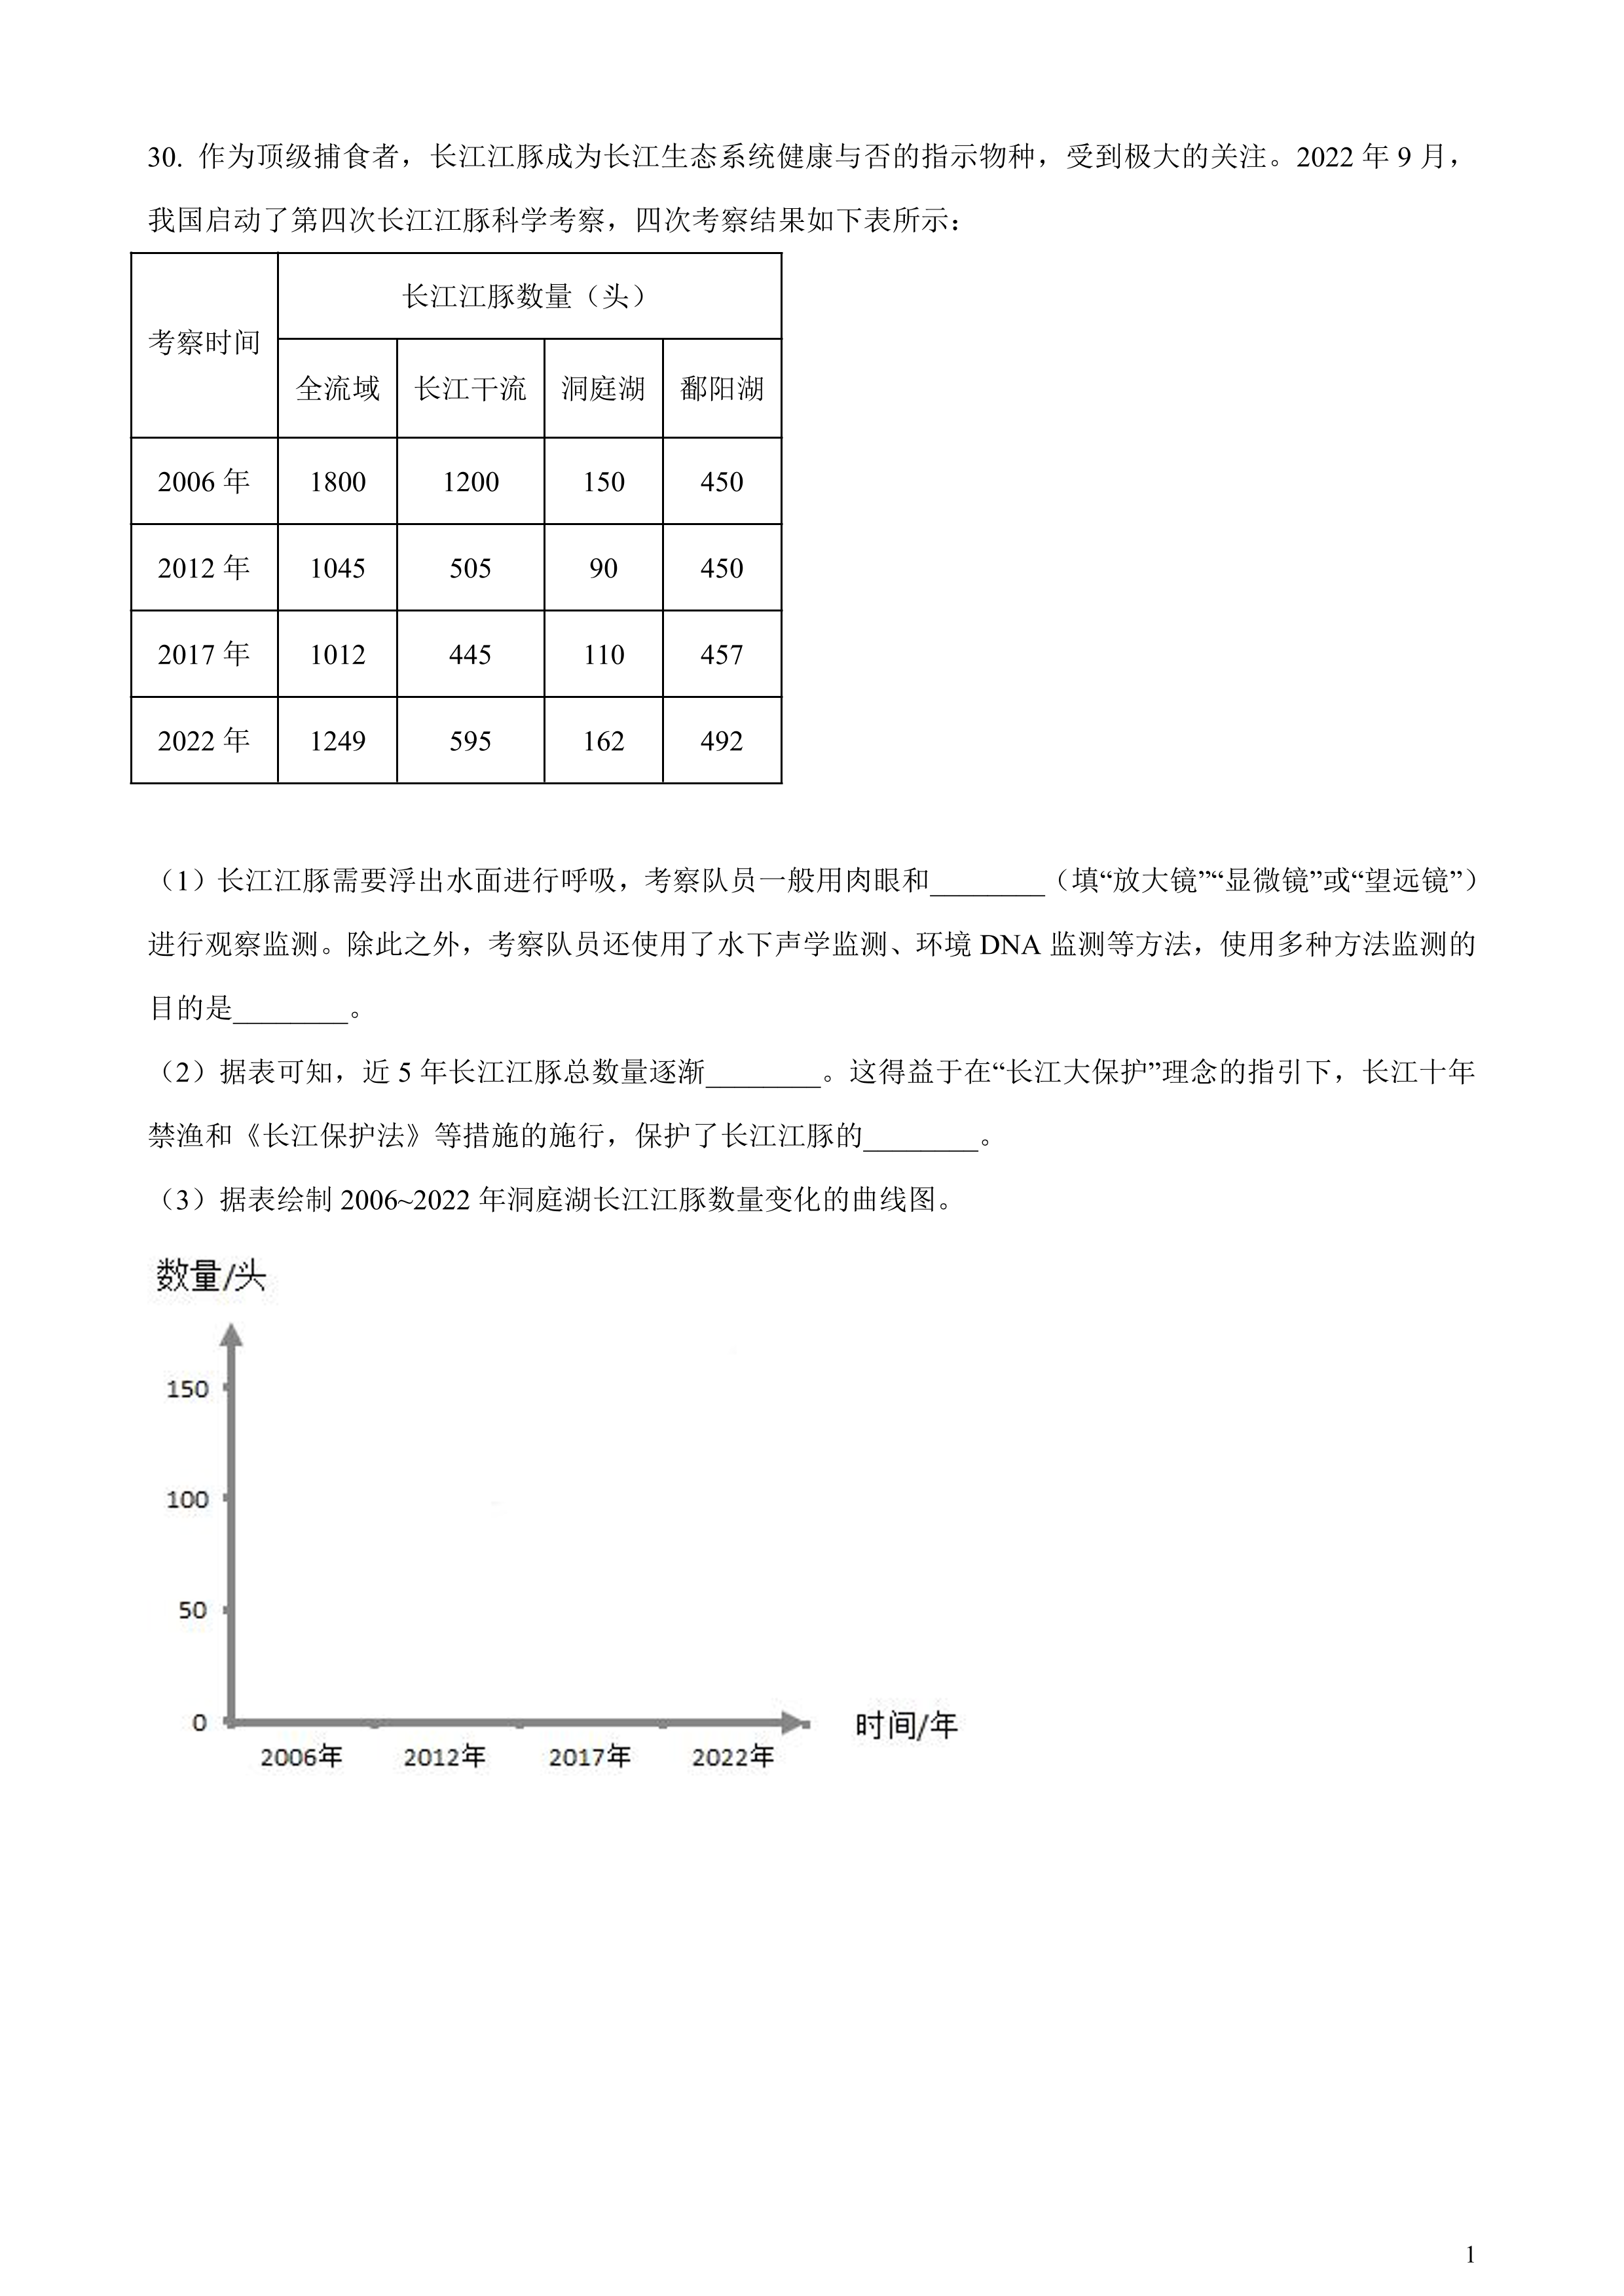 30. 作为顶级捕食者，长江江豚成为长江生态系统健康与否的指示物种，受到极大的关注。2022 年 9 月，
我国启动了第四次长江江豚科学考察，四次考察结果如下表所示：
考察时间 长江江豚数量（头）
全流域 长江干流 洞庭湖 鄱阳湖
2006 年 1800 1200 150 450
2012 年 1045 505 90 450
2017 年 1012 445 110 457
2022 年 1249 595 162 492
（1）长江江豚需要浮出水面进行呼吸，考察队员一般用肉眼和________（填“放大镜”“显微镜”或“望远镜”）
进行观察监测。除此之外，考察队员还使用了水下声学监测、环境 DNA 监测等方法，使用多种方法监测的
目的是________。
（2）据表可知，近 5 年长江江豚总数量逐渐________。这得益于在“长江大保护”理念的指引下，长江十年
禁渔和《长江保护法》等措施的施行，保护了长江江豚的________。
（3）据表绘制 2006~2022 年洞庭湖长江江豚数量变化的曲线图。
数量/头
150
100
50
0
时间/年
2006年 2012年 2017年 2022年
1